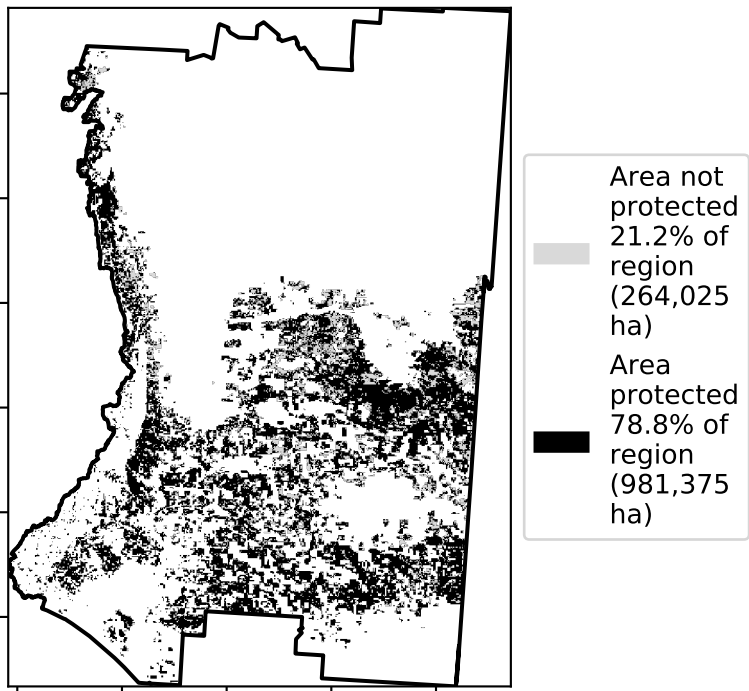 Area not
protected
21.2% of
region
(264,025
ha)
Area
protected
78.8% of
region
(981,375
ha)